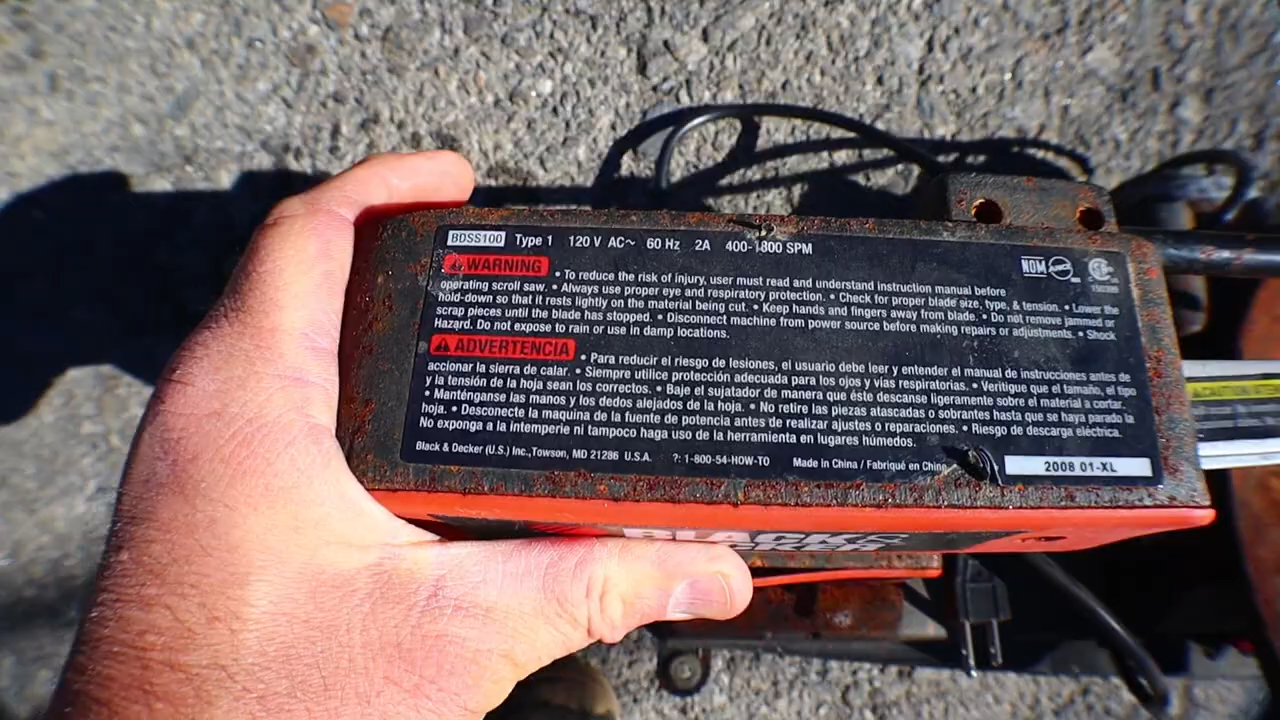 BDSS100 Type 1 120 V AC~ 60 Hz 2A 400-1800 SPM
WARNING • To reduce the risk of injury, user must read and understand instruction manual before
operating scroll saw. • Always use proper eye and respiratory protection. • Check for proper blade size, type, & tension. • Lower the
hold-down so that it rests lightly on the material being cut. • Keep hands and fingers away from blade. • Do not remove jammed or
scrap pieces until the blade has stopped. • Disconnect machine from power source before making repairs or adjustments. • Shock
Hazard. Do not expose to rain or use in damp locations.
NOM
ADVERTENCIA • Para reducir el riesgo de lesiones, el usuario debe leer y entender el manual de instrucciones antes de
accionar la sierra de calar. • Siempre utilice protección adecuada para los ojos y vías respiratorias. • Veritique que el tamaño, el tipo
y la tensión de la hoja sean los correctos. • Baje el sujatador de manera que éste descanse ligeramente sobre el material a cortar.
• Manténganse las manos y los dedos alejados de la hoja. • No retire las piezas atascadas o sobrantes hasta que se haya parado la
hoja. • Desconecte la maquina de la fuente de potencia antes de realizar ajustes o reparaciones. • Riesgo de descarga eléctrica.
No exponga a la intemperie ni tampoco haga uso de la herramienta en lugares húmedos.
Black & Decker (U.S.) Inc., Towson, MD 21286 U.S.A. ?: 1-800-54-HOW-TO Made in China / Fabriqué en Chine
2008 01-XL
BLACK&